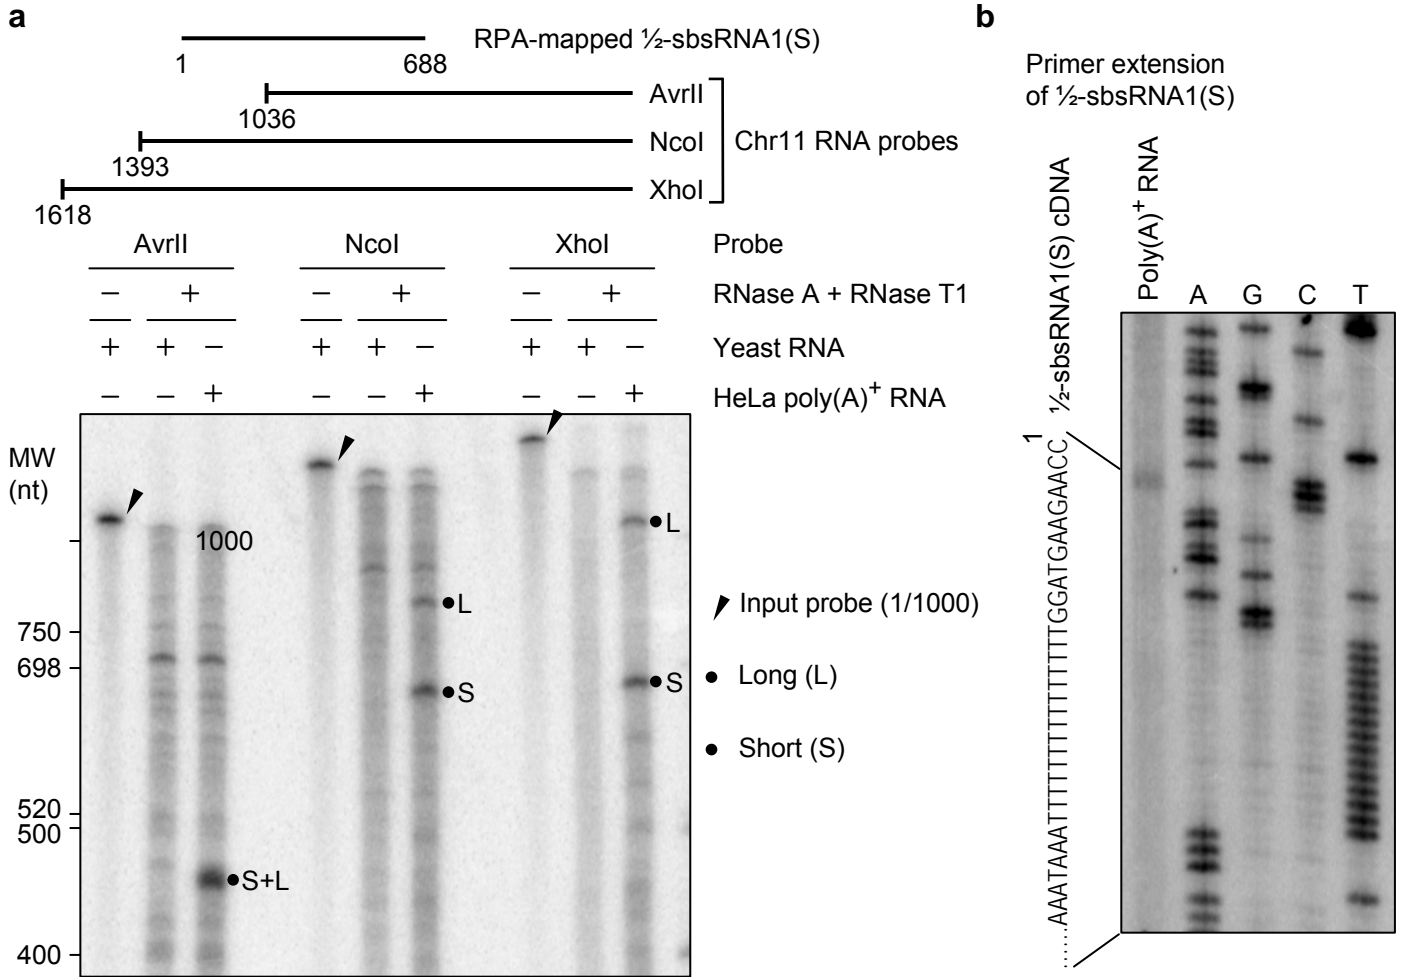 a
RPA-mapped ½-sbsRNA1(S)
1 688
AvrII
1036
NcoI
Chr11 RNA probes
1393
XhoI
1618
AvrII NcoI XhoI Probe
− + − + − + RNase A + RNase T1
+ + − + + − + + − Yeast RNA
− − + − − + − − + HeLa poly(A)+ RNA
MW
(nt)
1000
750
698
520
500
400
S+L
L
S
L
S
Input probe (1/1000)
Long (L)
Short (S)
b
Primer extension
of ½-sbsRNA1(S)
½-sbsRNA1(S) cDNA
Poly(A)+ RNA
A G C T
1
.....AAATAAATTTTTTTTTTTTTTTTGGATGAAGAACC